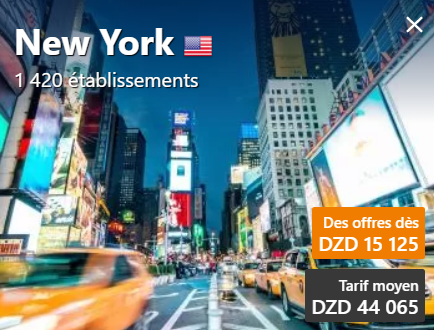 New York
1 420 établissements
Des offres dès
DZD 15 125
Tarif moyen
DZD 44 065